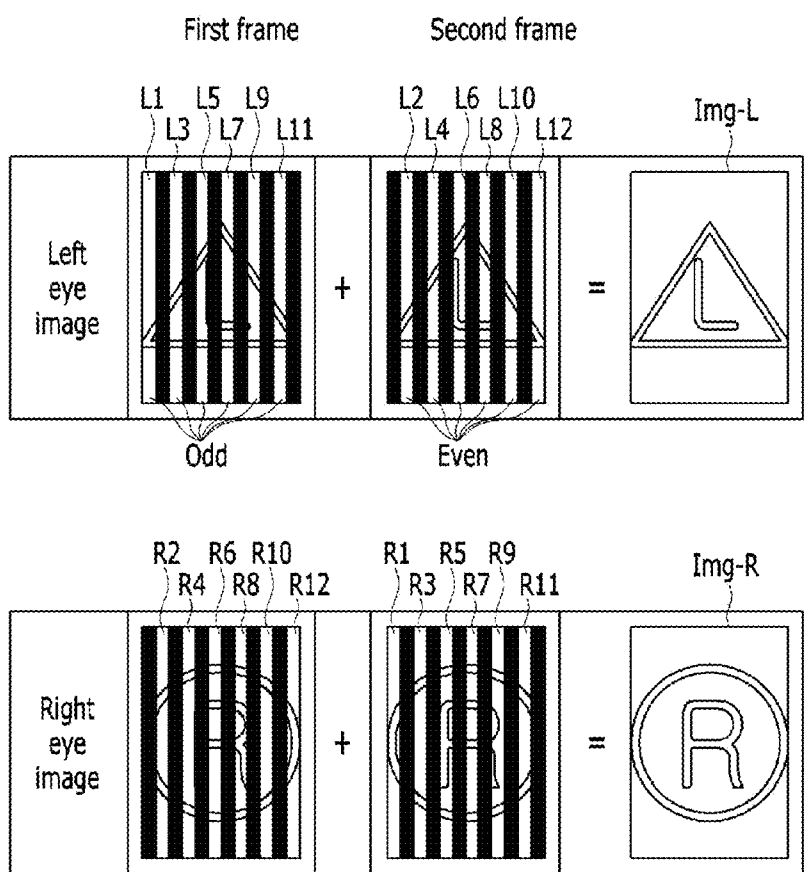 First frame
Second frame
L1 L5 L9
L3 L7 L11
L2 L6 L10
L4 L8 L12
Img-L
Left
eye
image
L
L
+
=
L
Odd
Even
R2 R6 R10
R4 R8 R12
R1 R5 R9
R3 R7 R11
Img-R
Right
eye
image
R
+
R
=
R